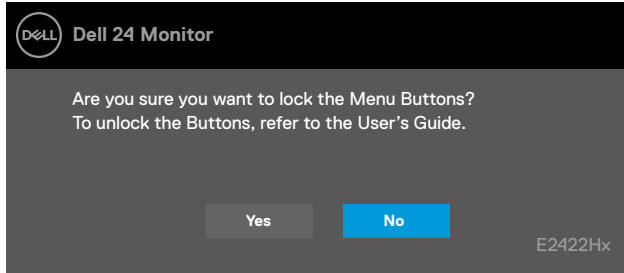 DELL
Dell 24 Monitor
Are you sure you want to lock the Menu Buttons?
To unlock the Buttons, refer to the User’s Guide.
Yes
No
E2422Hx